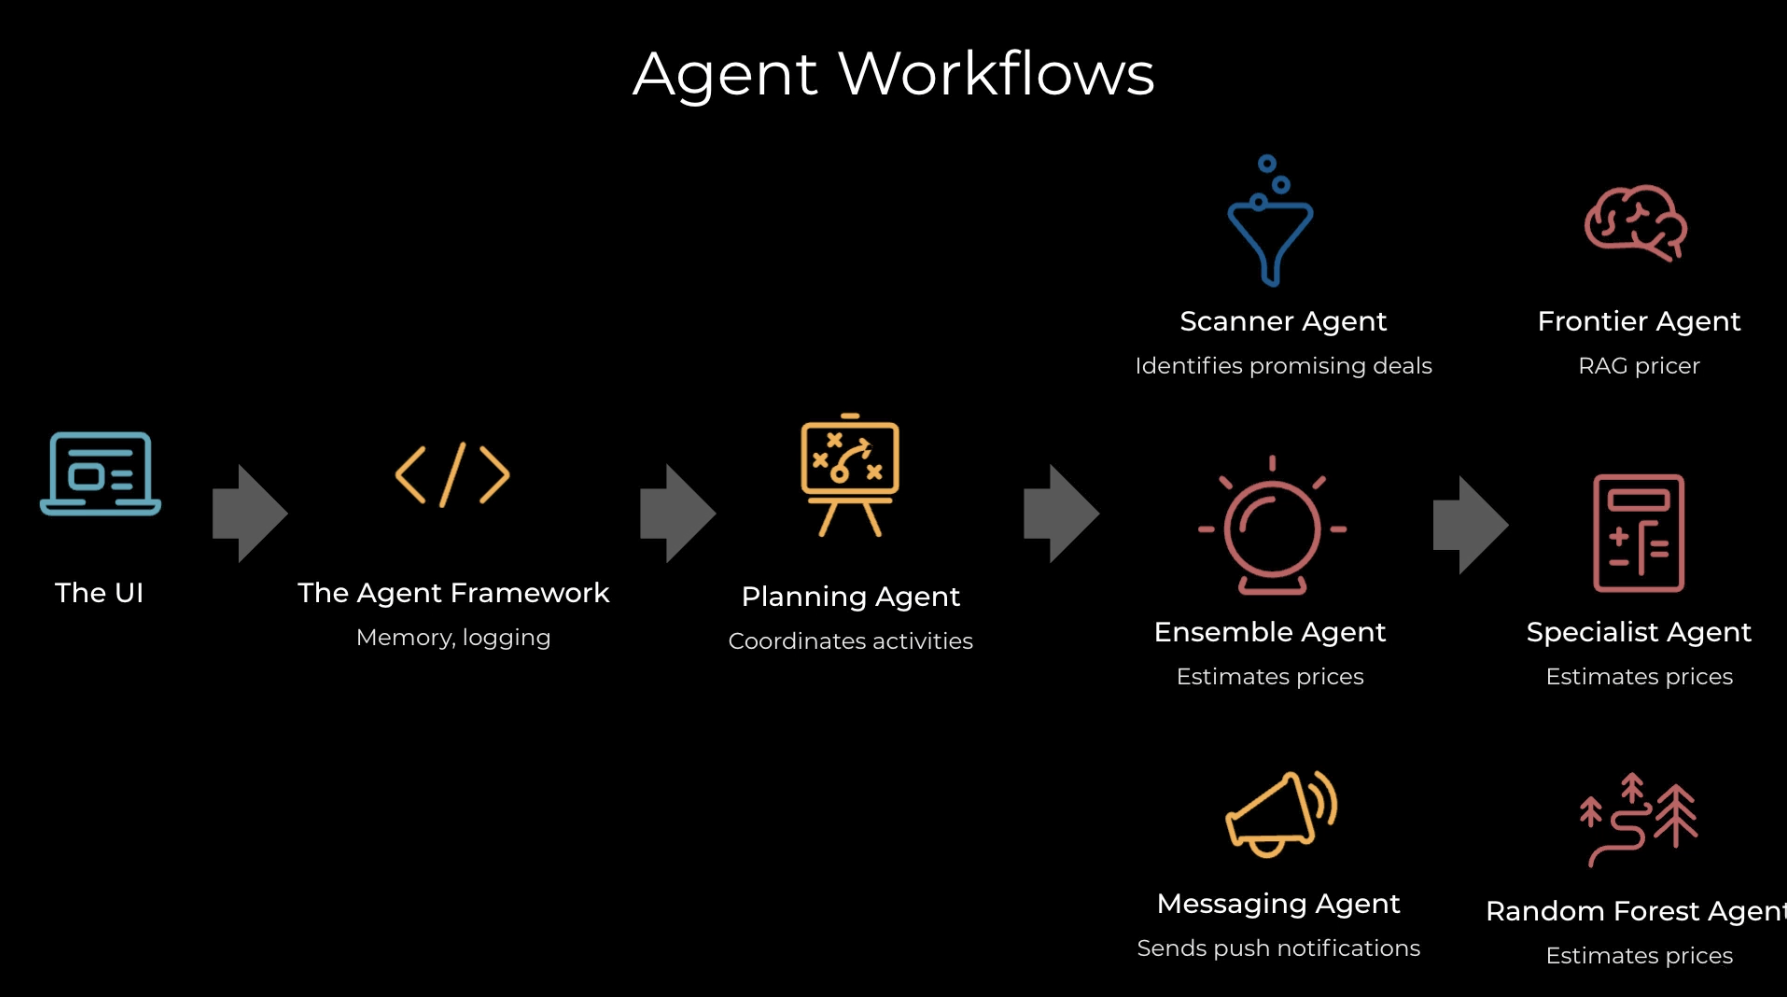 Agent Workflows
Scanner Agent
Identifies promising deals
Frontier Agent
RAG pricer
The UI
The Agent Framework
Memory, logging
Planning Agent
Coordinates activities
Ensemble Agent
Estimates prices
Specialist Agent
Estimates prices
Messaging Agent
Sends push notifications
Random Forest Agent
Estimates prices